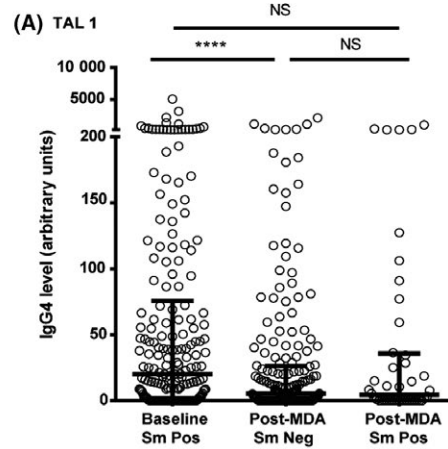 (A) TAL 1
NS
****
NS
10 000
5000
200
150
100
50
0
IgG4 level (arbitrary units)
Baseline
Sm Pos
Post-MDA
Sm Neg
Post-MDA
Sm Pos